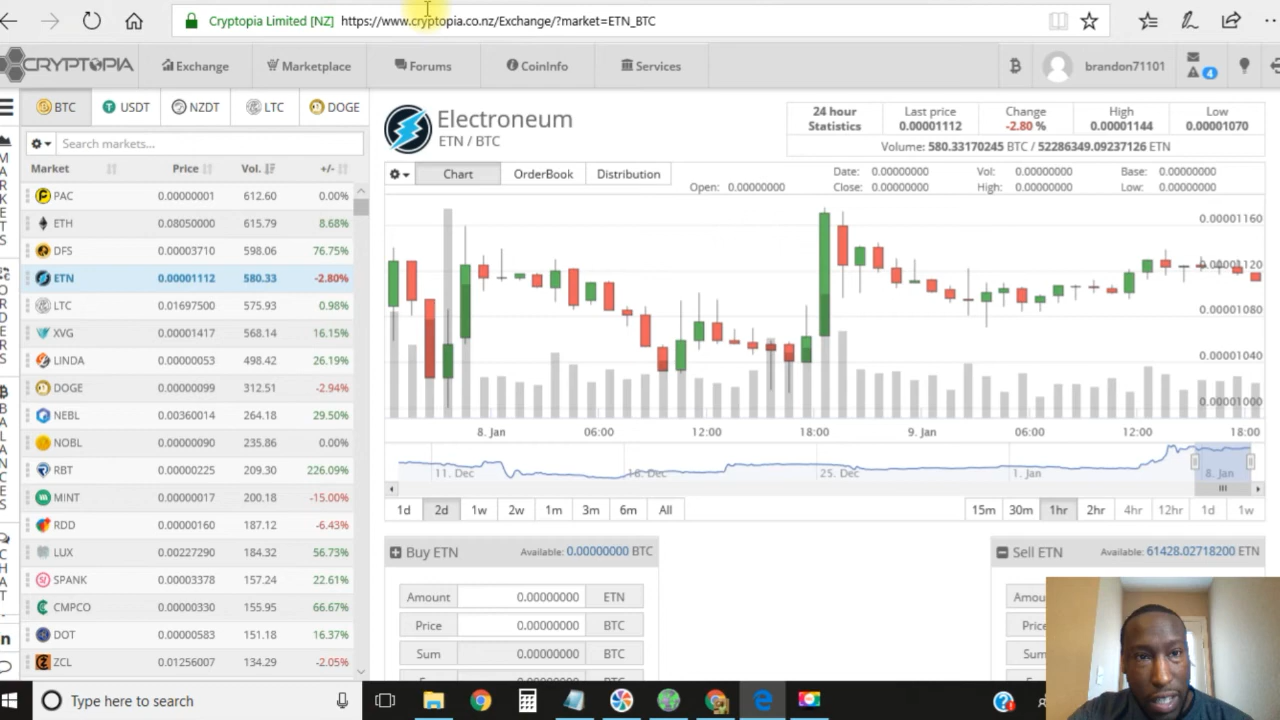 Cryptopia Limited [NZ] https://www.cryptopia.co.nz/Exchange/?market=ETN_BTC
CRYPTOPIA Exchange Marketplace Forums CoinInfo Services brandon71101 4
BTC USDT NZDT LTC DOGE
Search markets...
Market Price Vol. +/-
PAC 0.00000001 612.60 0.00%
ETH 0.08050000 615.79 8.68%
DFS 0.00003710 598.06 76.75%
ETN 0.00001112 580.33 -2.80%
LTC 0.01697500 575.93 0.98%
XVG 0.00001417 568.14 16.15%
LINDA 0.00000053 498.42 26.19%
DOGE 0.00000099 312.51 -2.94%
NEBL 0.00360014 264.18 29.50%
NOBL 0.00000090 235.86 0.00%
RBT 0.00000225 209.30 226.09%
MINT 0.00000017 200.18 -15.00%
RDD 0.00000160 187.12 -6.43%
LUX 0.00227290 184.32 56.73%
SPANK 0.00003378 157.24 22.61%
CMPCO 0.00000330 155.95 66.67%
DOT 0.00000583 151.18 16.37%
ZCL 0.01256007 134.29 -2.05%
MARKETS
ORDERS
BALANCES
CHAT
in
Electroneum
ETN / BTC
24 hour Statistics
Last price 0.00001112
Change -2.80 %
High 0.00001144
Low 0.00001070
Volume: 580.33170245 BTC / 52286349.09237126 ETN
Chart OrderBook Distribution
Date: 0.00000000 Vol: 0.00000000 Base: 0.00000000
Open: 0.00000000 Close: 0.00000000 High: 0.00000000 Low: 0.00000000
0.00001160
0.00001120
0.00001080
0.00001040
0.00001000
8. Jan 06:00 12:00 18:00 9. Jan 06:00 12:00 18:00
11. Dec 18. Dec 25. Dec 1. Jan 8. Jan
1d 2d 1w 2w 1m 3m 6m All 15m 30m 1hr 2hr 4hr 12hr 1d 1w
Buy ETN Available: 0.00000000 BTC
Amount 0.00000000 ETN
Price 0.00000000 BTC
Sum 0.00000000 BTC
Sell ETN Available: 61428.02718200 ETN
Amou
Price
Sum
Type here to search